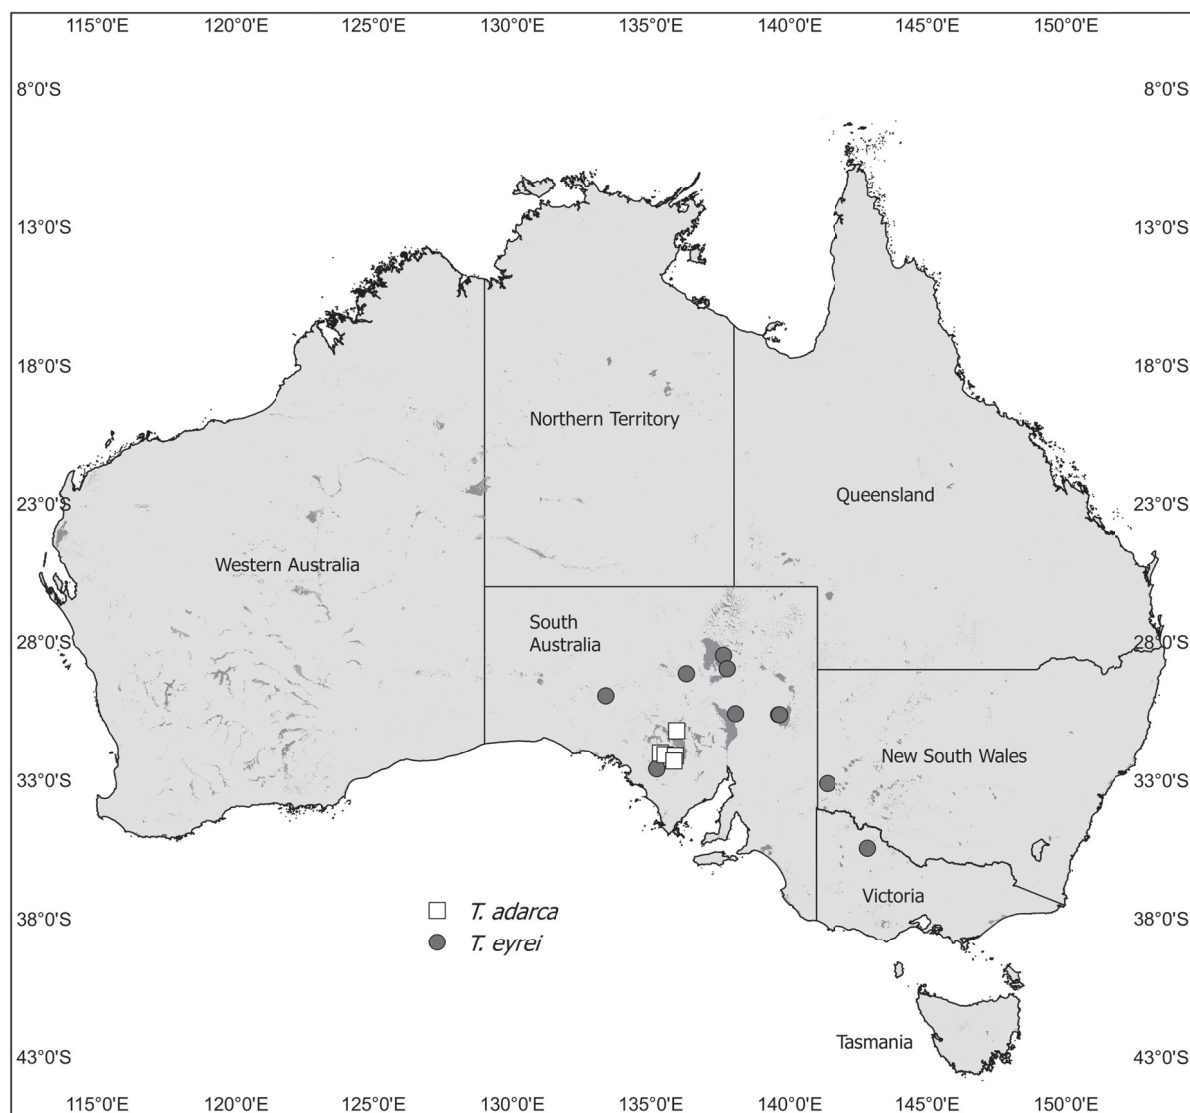 115°0'E 120°0'E 125°0'E 130°0'E 135°0'E 140°0'E 145°0'E 150°0'E
8°0'S 8°0'S
13°0'S 13°0'S
18°0'S 18°0'S
Northern Territory
Queensland
23°0'S 23°0'S
Western Australia
South
Australia
28°0'S 28°0'S
New South Wales
33°0'S 33°0'S
Victoria
T. adarca
38°0'S 38°0'S
T. eyrei
Tasmania
43°0'S 43°0'S
115°0'E 120°0'E 125°0'E 130°0'E 135°0'E 140°0'E 145°0'E 150°0'E